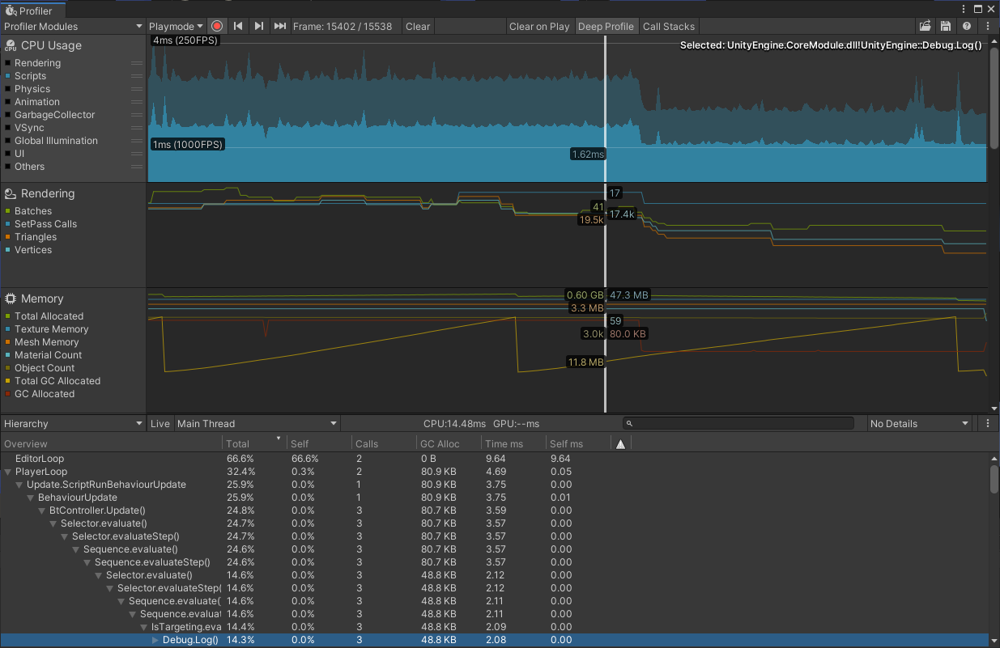 Profiler
Profiler Modules Playmode Frame: 15402 / 15538 Clear Clear on Play Deep Profile Call Stacks
CPU Usage
Rendering
Scripts
Physics
Animation
GarbageCollector
VSync
Global Illumination
UI
Others
4ms (250FPS)
Selected: UnityEngine.CoreModule.dll!UnityEngine::Debug.Log()
1ms (1000FPS)
1.62ms
Rendering
Batches
SetPass Calls
Triangles
Vertices
17
41
17.4k
19.5k
Memory
Total Allocated
Texture Memory
Mesh Memory
Material Count
Object Count
Total GC Allocated
GC Allocated
0.60 GB 47.3 MB
3.3 MB
59
3.0k 80.0 KB
11.8 MB
Hierarchy Live Main Thread CPU:14.48ms GPU:--ms No Details
Overview Total Self Calls GC Alloc Time ms Self ms
EditorLoop 66.6% 66.6% 2 0 B 9.64 9.64
PlayerLoop 32.4% 0.3% 2 80.9 KB 4.69 0.05
Update.ScriptRunBehaviourUpdate 25.9% 0.0% 1 80.9 KB 3.75 0.00
BehaviourUpdate 25.9% 0.0% 1 80.9 KB 3.75 0.01
BtController.Update() 24.8% 0.0% 3 80.7 KB 3.59 0.00
Selector.evaluate() 24.7% 0.0% 3 80.7 KB 3.57 0.00
Selector.evaluateStep() 24.7% 0.0% 3 80.7 KB 3.57 0.00
Sequence.evaluate() 24.6% 0.0% 3 80.7 KB 3.57 0.00
Sequence.evaluateStep() 24.6% 0.0% 3 80.7 KB 3.57 0.00
Selector.evaluate() 14.6% 0.0% 3 48.8 KB 2.12 0.00
Selector.evaluateStep( 14.6% 0.0% 3 48.8 KB 2.12 0.00
Sequence.evaluate( 14.6% 0.0% 3 48.8 KB 2.11 0.00
Sequence.evaluat 14.6% 0.0% 3 48.8 KB 2.11 0.00
IsTargeting.eva 14.4% 0.0% 3 48.8 KB 2.09 0.00
Debug.Log() 14.3% 0.0% 3 48.8 KB 2.08 0.00